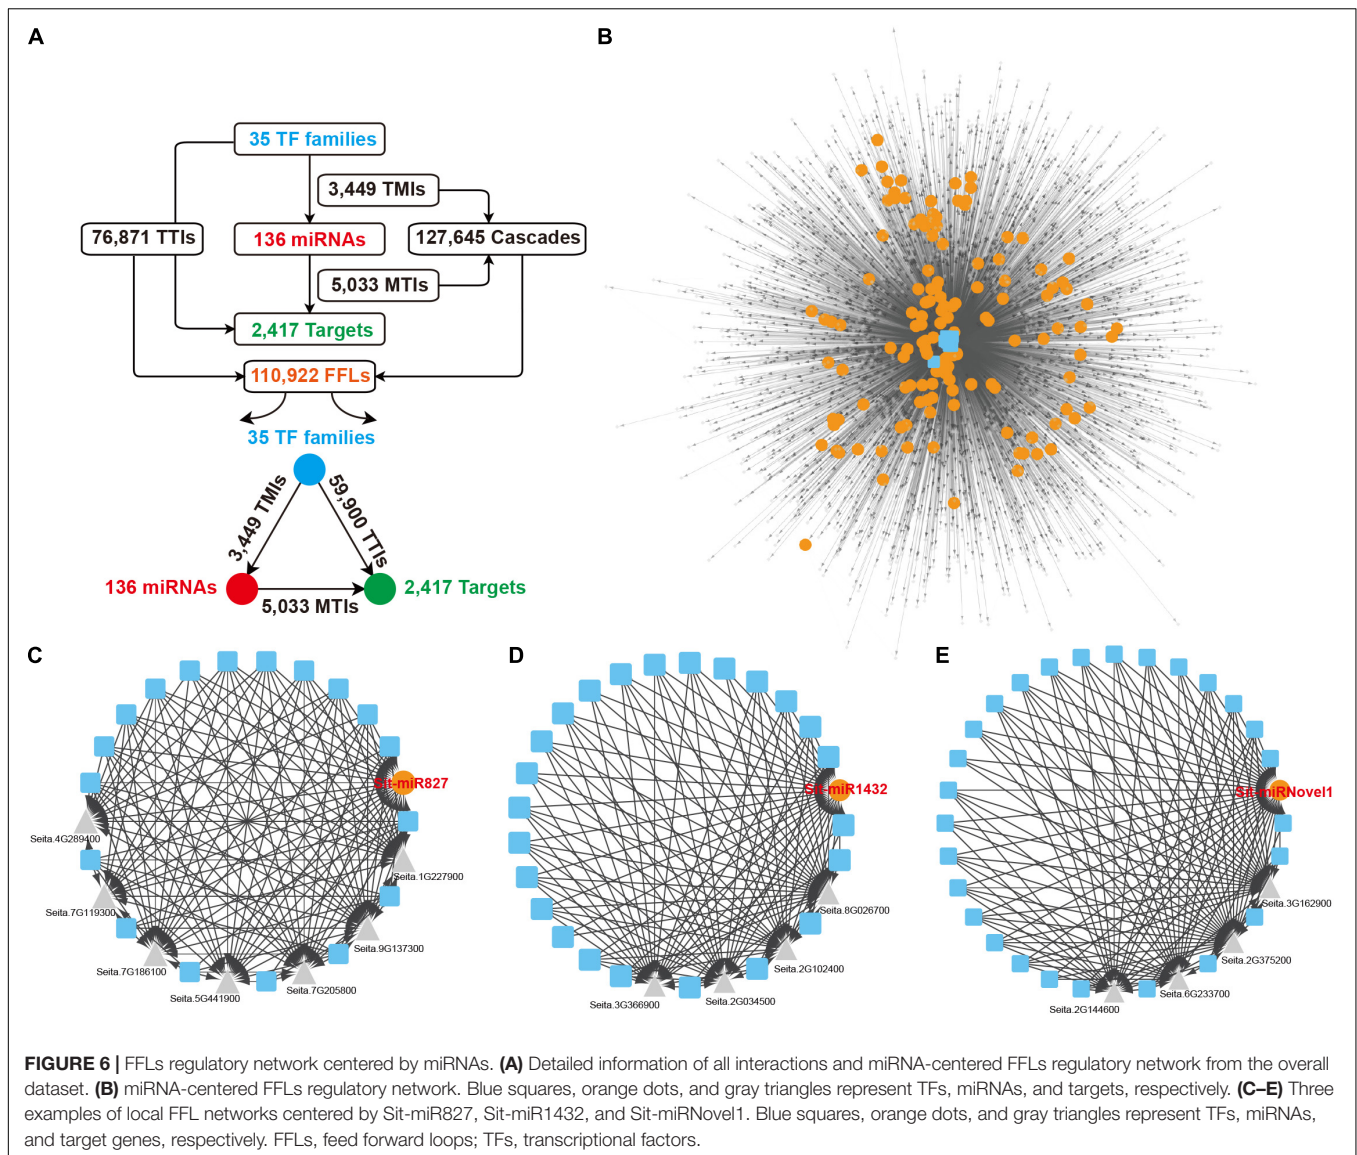 A
B
35 TF families
3,449 TMIs
76,871 TTIs
136 miRNAs
127,645 Cascades
5,033 MTIs
2,417 Targets
110,922 FFLs
35 TF families
3,449 TMIs
59,900 TTIs
136 miRNAs
2,417 Targets
5,033 MTIs
C
D
E
Sit-miR827
Seita.4G289400
Seita.1G227900
Seita.7G119300
Seita.9G137300
Seita.7G186100
Seita.7G205800
Seita.5G441900
Sit-miR1432
Seita.8G026700
Seita.2G102400
Seita.3G366900
Seita.2G034500
Sit-miRNovel1
Seita.3G162900
Seita.2G375200
Seita.6G233700
Seita.2G144600
FIGURE 6 | FFLs regulatory network centered by miRNAs. (A) Detailed information of all interactions and miRNA-centered FFLs regulatory network from the overall
dataset. (B) miRNA-centered FFLs regulatory network. Blue squares, orange dots, and gray triangles represent TFs, miRNAs, and targets, respectively. (C–E) Three
examples of local FFL networks centered by Sit-miR827, Sit-miR1432, and Sit-miRNovel1. Blue squares, orange dots, and gray triangles represent TFs, miRNAs,
and target genes, respectively. FFLs, feed forward loops; TFs, transcriptional factors.